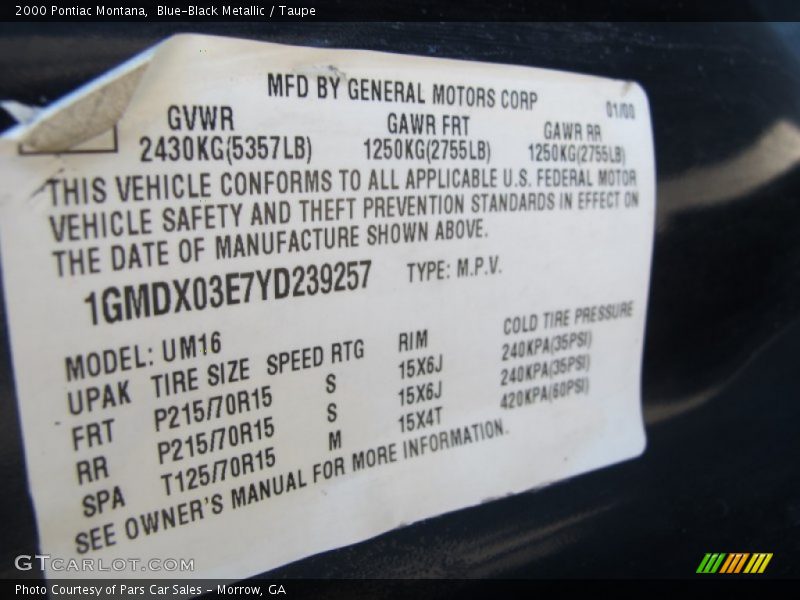 2000 Pontiac Montana,  Blue-Black Metallic / Taupe
MFD BY GENERAL MOTORS CORP 01/00
GVWR GAWR FRT GAWR RR
2430KG(5357LB) 1250KG(2755LB) 1250KG(2755LB)
THIS VEHICLE CONFORMS TO ALL APPLICABLE U.S. FEDERAL MOTOR
VEHICLE SAFETY AND THEFT PREVENTION STANDARDS IN EFFECT ON
THE DATE OF MANUFACTURE SHOWN ABOVE.
1GMDX03E7YD239257 TYPE: M.P.V.
MODEL: UM16
UPAK TIRE SIZE SPEED RTG RIM COLD TIRE PRESSURE
FRT P215/70R15 S 15X6J 240KPA(35PSI)
RR P215/70R15 S 15X6J 240KPA(35PSI)
SPA T125/70R15 M 15X4T 420KPA(60PSI)
SEE OWNER'S MANUAL FOR MORE INFORMATION.
GTCARLOT.COM
Photo Courtesy of Pars Car Sales - Morrow, GA